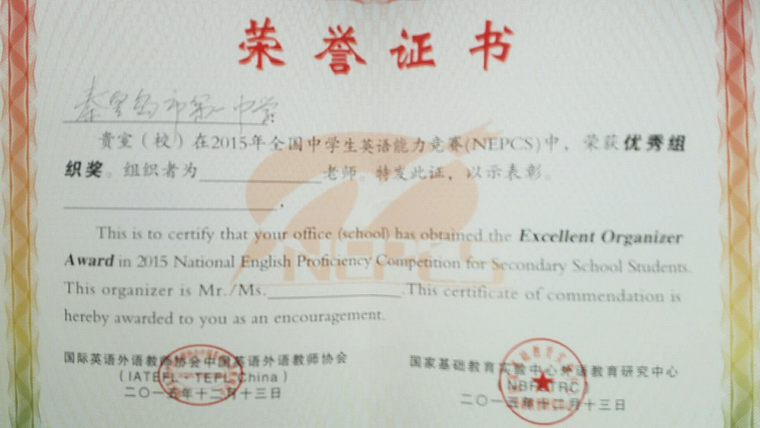 荣誉证书
秦皇岛市第一中学
贵室（校）在2015年全国中学生英语能力竞赛(NEPCS)中，荣获优秀组
织奖。组织者为____________老师。特发此证，以示表彰。
____________________,
This is to certify that your office (school) has obtained the Excellent Organizer
Award in 2015 National English Proficiency Competition for Secondary School Students.
This organizer is Mr./Ms.____________.This certificate of commendation is
hereby awarded to you as an encouragement.
国际英语外语教师协会中国英语外语教师协会
(IATEFL-TEFL China)
二〇一五年十二月十三日
国家基础教育实验中心外语教育研究中心
(NBFLTRC)
二〇一五年十二月十三日
NEPCS